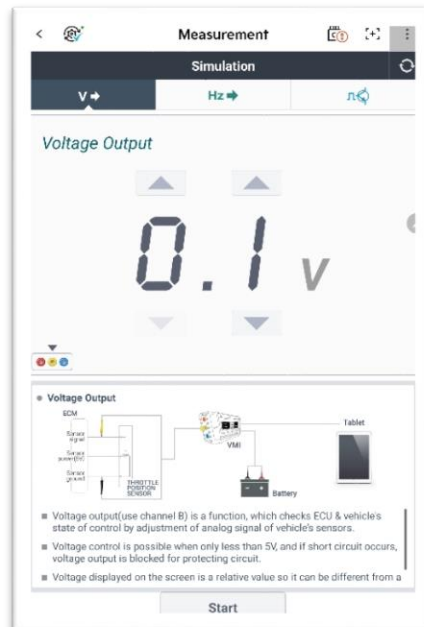 Measurement
Simulation
V
Hz
Voltage Output
0.1 V
Voltage Output
ECM
Sensor
signal
Sensor
Sensor
ground
THROTTLE
POSITION
SENSOR
VMI
Battery
Tablet
Voltage output(use channel B) is a function, which checks ECU & vehicle's
state of control by adjustment of analog signal of vehicle's sensors.
Voltage control is possible when only less than 5V, and if short circuit occurs,
voltage output is blocked for protecting circuit.
Voltage displayed on the screen is a relative value so it can be different from a
Start